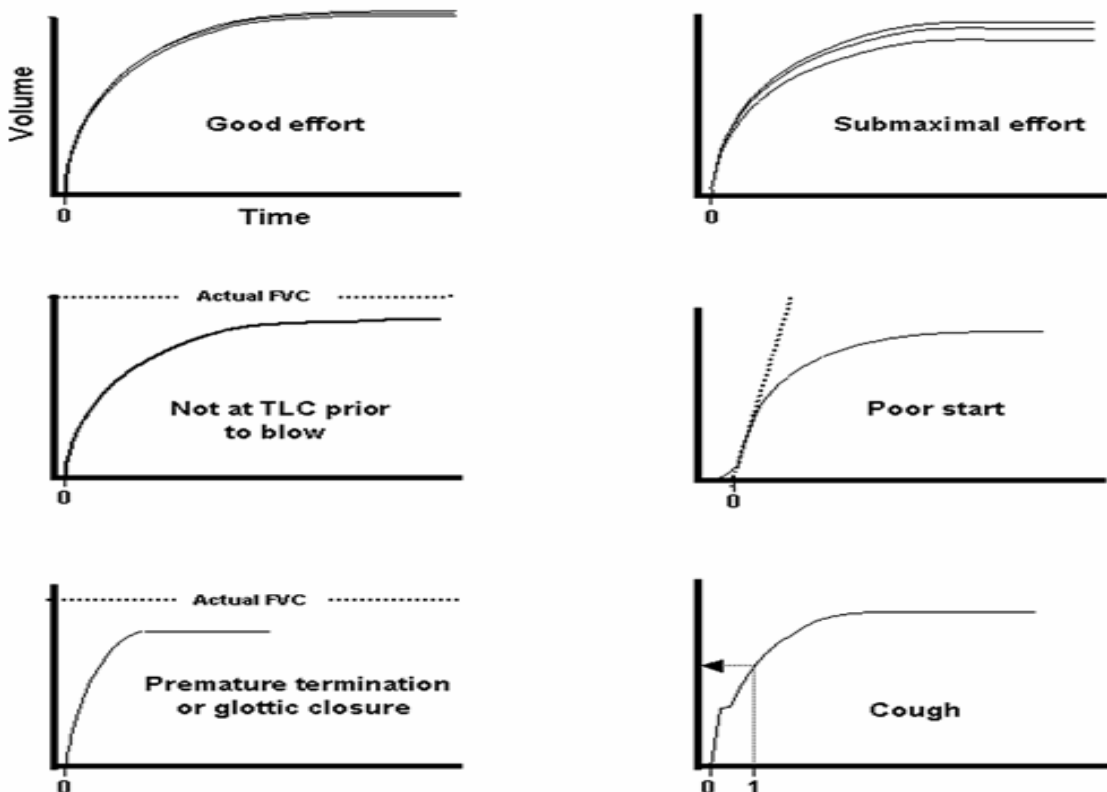 Volume
Good effort
0
Time
Submaximal effort
0
Actual FVC
Not at TLC prior
to blow
0
Poor start
0
Actual FVC
Premature termination
or glottic closure
0
Cough
0 1